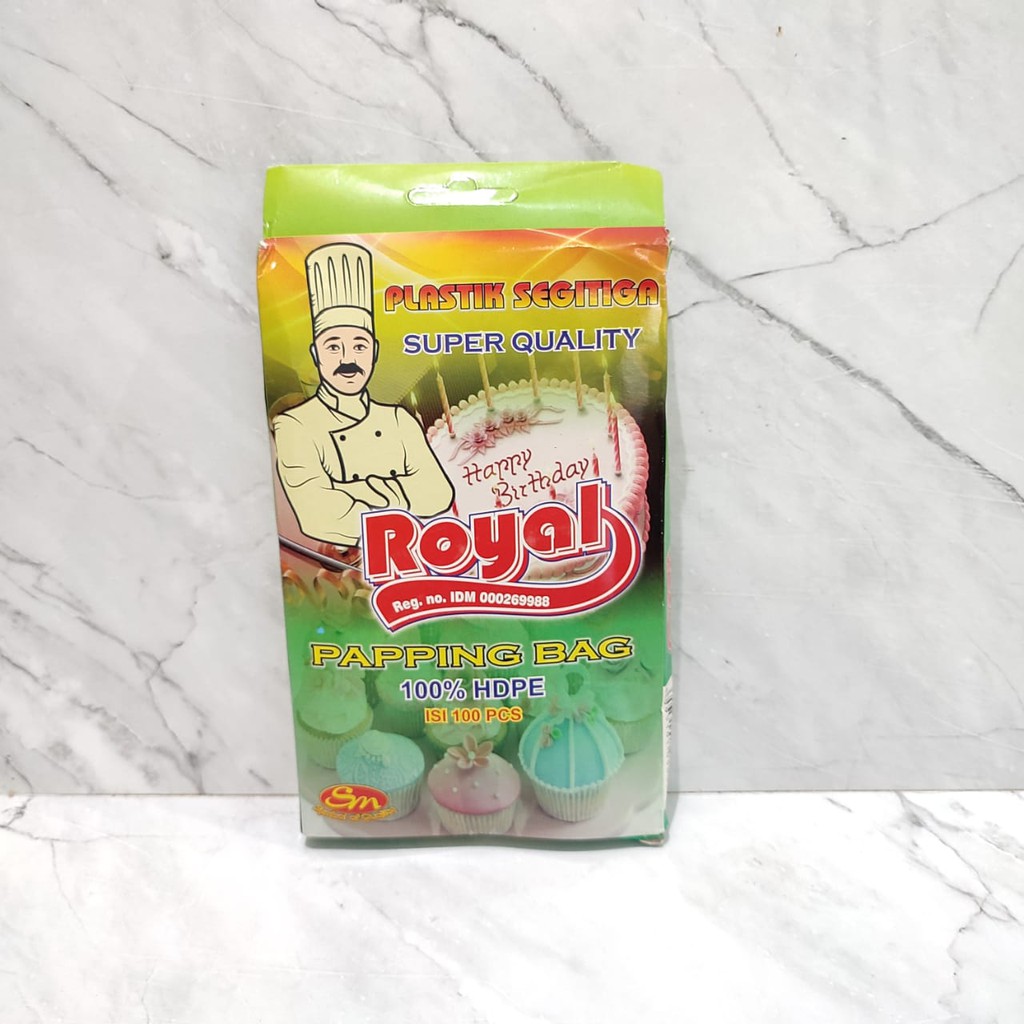 PLASTIK SEGITIGA
SUPER QUALITY
Happy
Birthday
Royal
Reg. no. IDM 000269988
PAPPING BAG
100% HDPE
ISI 100 PCS
Sm